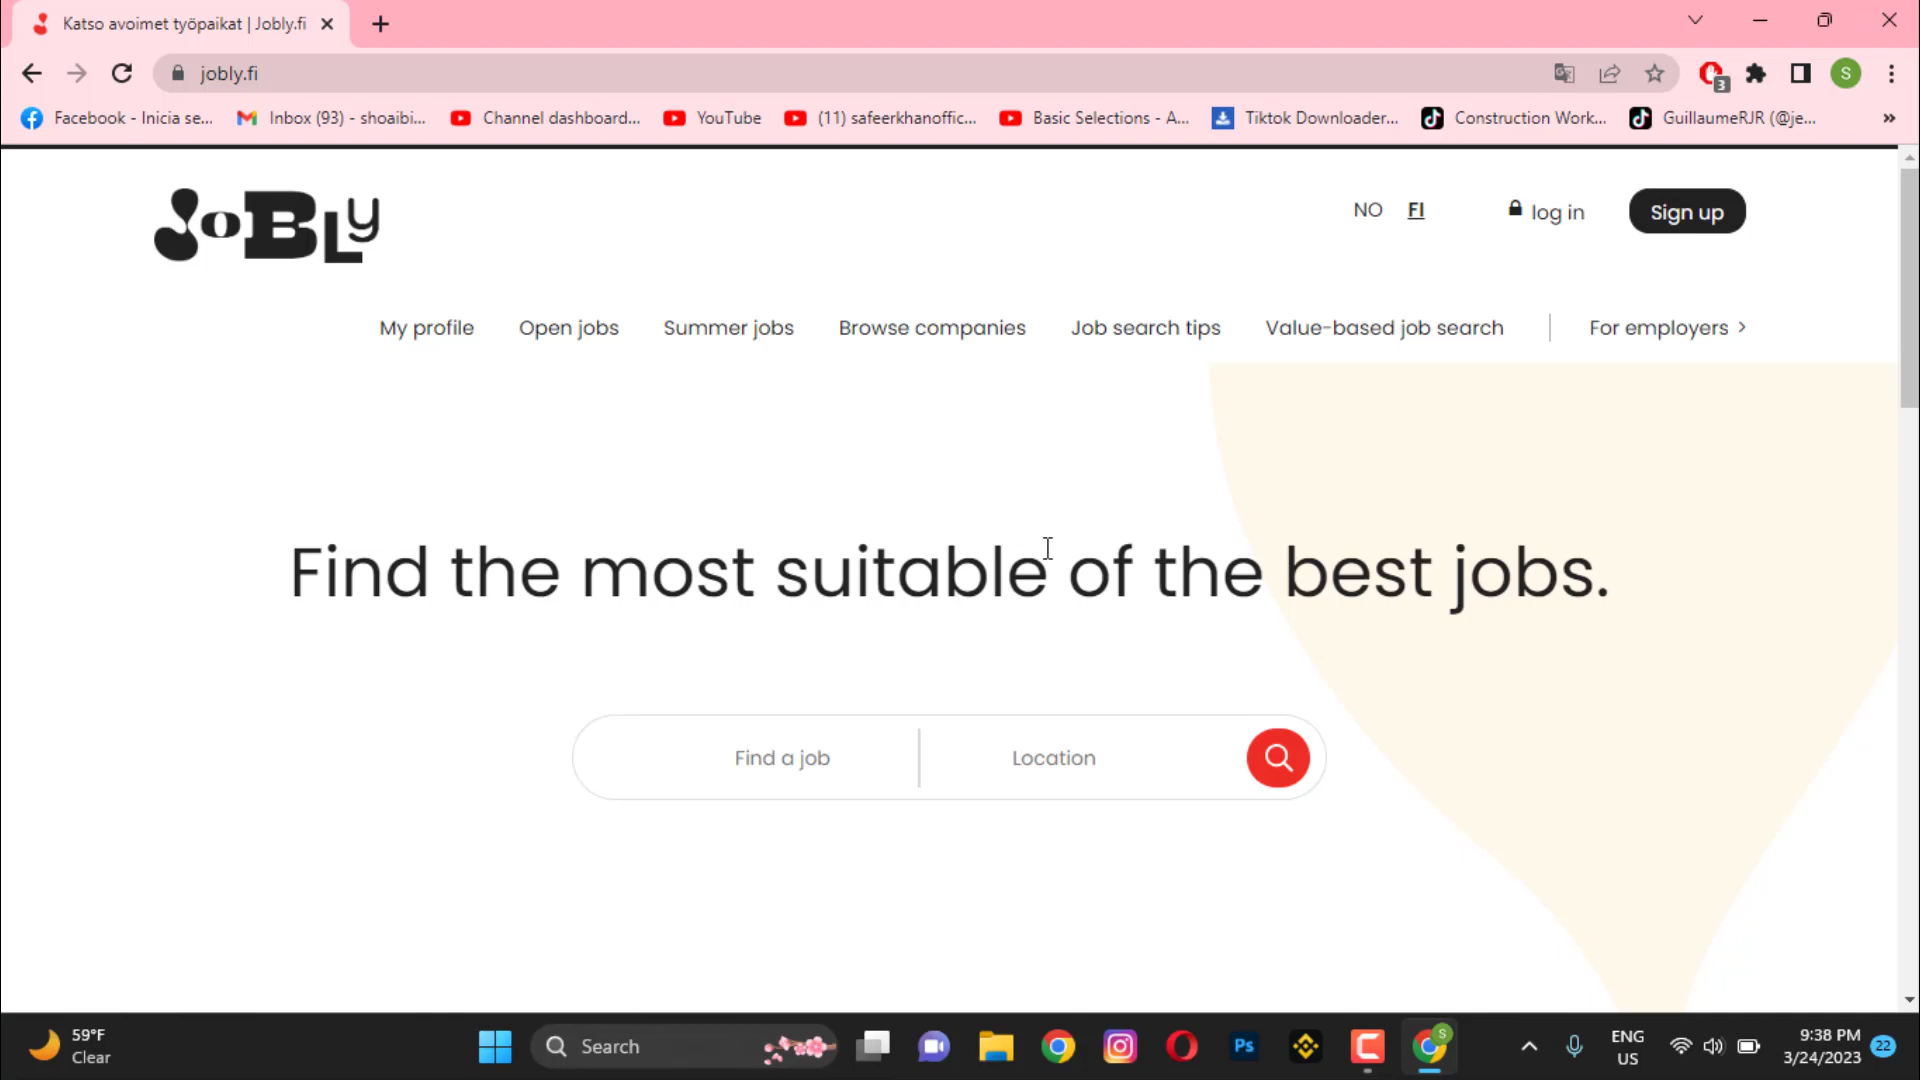 Katso avoimet työpaikat | Jobly.fi
jobly.fi
3
S
Facebook - Inicia se...
Inbox (93) - shoaibi...
Channel dashboard...
YouTube
(11) safeerkhanoffic...
Basic Selections - A...
Tiktok Downloader...
Construction Work...
GuillaumeRJR (@je...
JoBLy
NO
FI
log in
Sign up
My profile
Open jobs
Summer jobs
Browse companies
Job search tips
Value-based job search
For employers
Find the most suitable of the best jobs.
Find a job
Location
59°F
Clear
Search
Ps
S
ENG
US
9:38 PM
3/24/2023
22